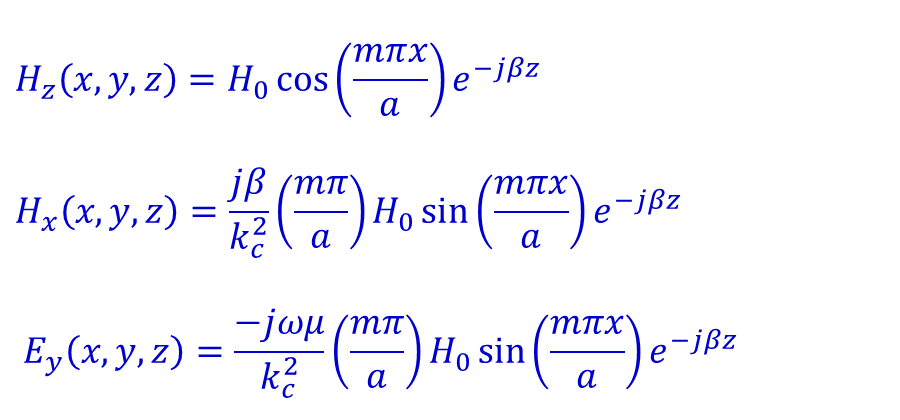 H_z(x, y, z) = H_0 cos(mπx/a) e^{−jβz}
H_x(x, y, z) = jβ/k_c^2 (mπ/a) H_0 sin(mπx/a) e^{−jβz}
E_y(x, y, z) = −jωμ/k_c^2 (mπ/a) H_0 sin(mπx/a) e^{−jβz}